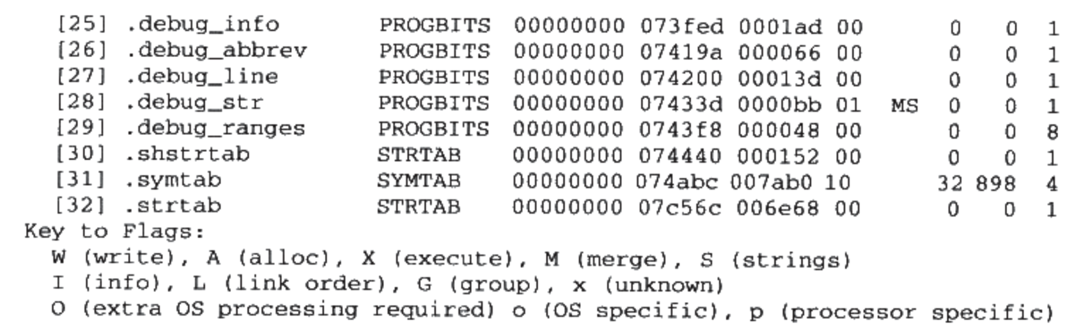 [25] .debug_info PROGBITS 00000000 073fed 0001ad 00 0 0 1
[26] .debug_abbrev PROGBITS 00000000 07419a 000066 00 0 0 1
[27] .debug_line PROGBITS 00000000 074200 00013d 00 0 0 1
[28] .debug_str PROGBITS 00000000 07433d 0000bb 01 MS 0 0 1
[29] .debug_ranges PROGBITS 00000000 0743f8 000048 00 0 0 8
[30] .shstrtab STRTAB 00000000 074440 000152 00 0 0 1
[31] .symtab SYMTAB 00000000 074abc 007ab0 10 32 898 4
[32] .strtab STRTAB 00000000 07c56c 006e68 00 0 0 1
Key to Flags:
W (write), A (alloc), X (execute), M (merge), S (strings)
I (info), L (link order), G (group), x (unknown)
O (extra OS processing required) o (OS specific), p (processor specific)